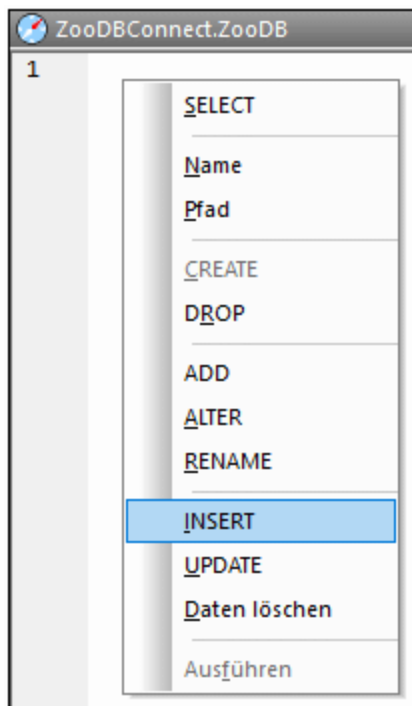 ZooDBConnect.ZooDB
1
SELECT
Name
Pfad
CREATE
DROP
ADD
ALTER
RENAME
INSERT
UPDATE
Daten löschen
Ausführen